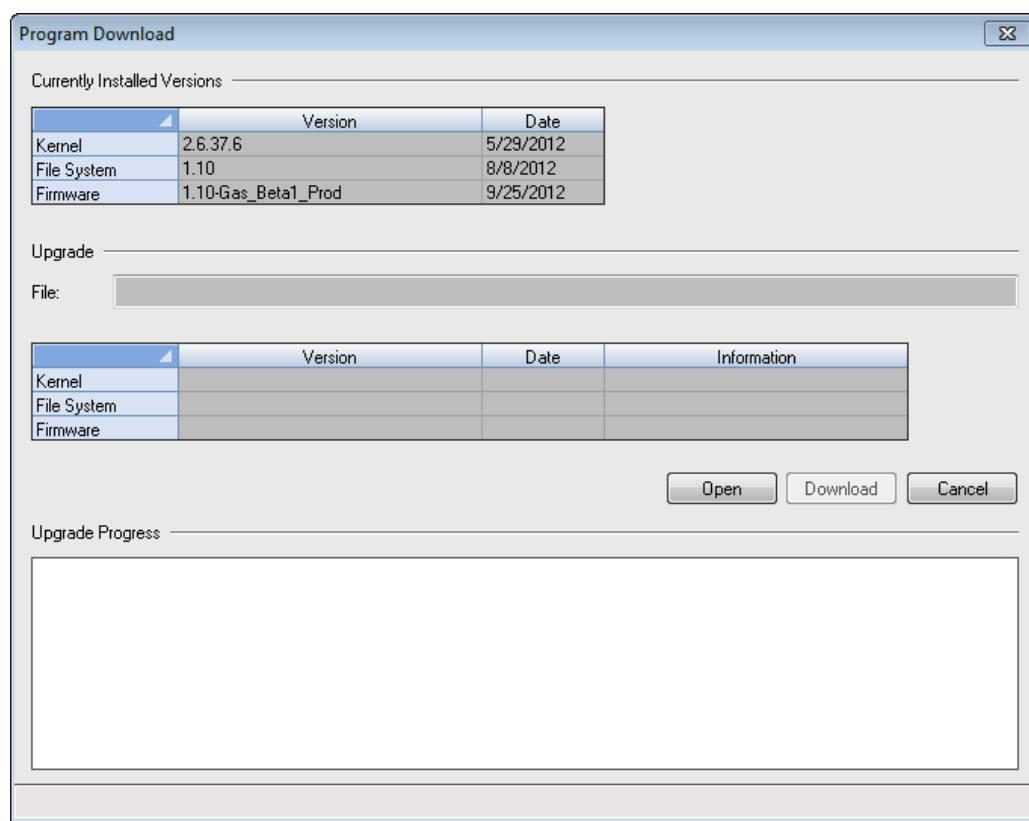 Program Download
Currently Installed Versions
Version Date
Kernel 2.6.37.6 5/29/2012
File System 1.10 8/8/2012
Firmware 1.10-Gas_Beta1_Prod 9/25/2012
Upgrade
File:
Version Date Information
Kernel
File System
Firmware
Open Download Cancel
Upgrade Progress